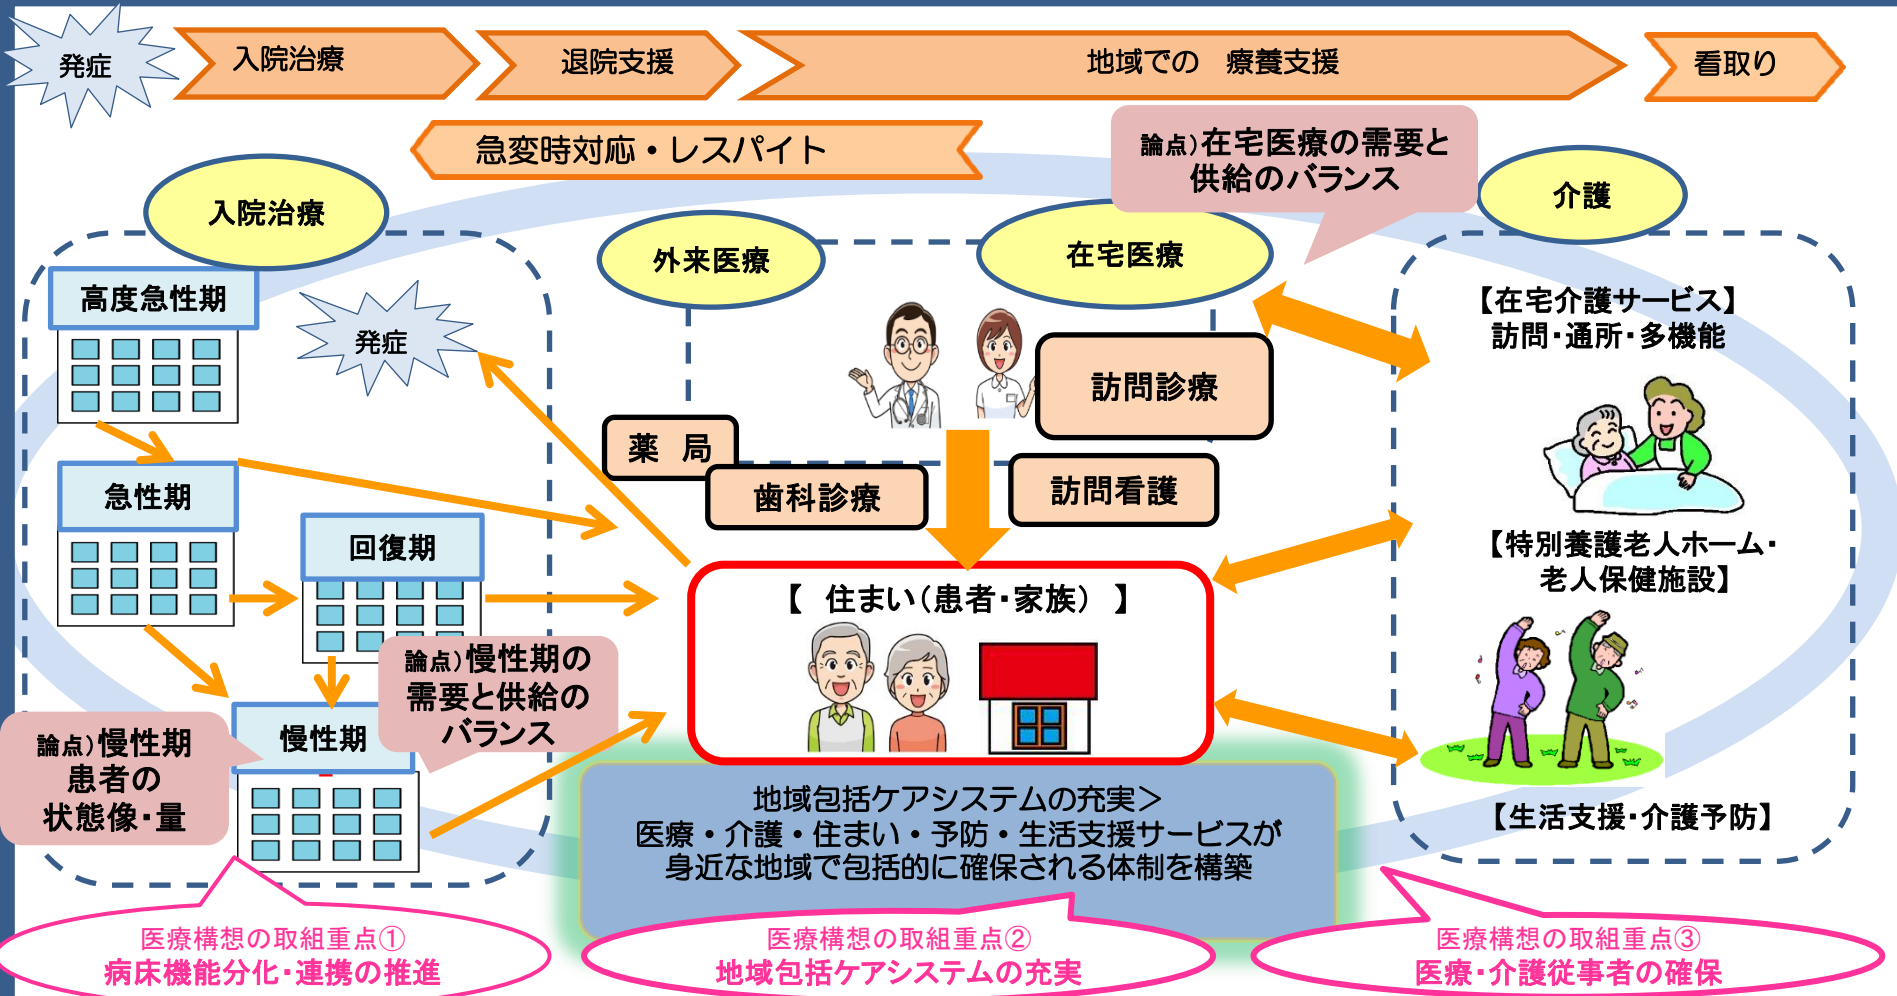 発症
入院治療
退院支援
地域での　療養支援
看取り
急変時対応・レスパイト
論点）在宅医療の需要と
供給のバランス
入院治療
外来医療
在宅医療
介護
高度急性期
発症
急性期
回復期
慢性期
論点）慢性期の
需要と供給の
バランス
論点）慢性期
患者の
状態像・量
訪問診療
薬　局
歯科診療
訪問看護
【　住まい（患者・家族）　】
【在宅介護サービス】
訪問・通所・多機能
【特別養護老人ホーム・
老人保健施設】
【生活支援・介護予防】
地域包括ケアシステムの充実＞
医療・介護・住まい・予防・生活支援サービスが
身近な地域で包括的に確保される体制を構築
医療構想の取組重点①
病床機能分化・連携の推進
医療構想の取組重点②
地域包括ケアシステムの充実
医療構想の取組重点③
医療・介護従事者の確保